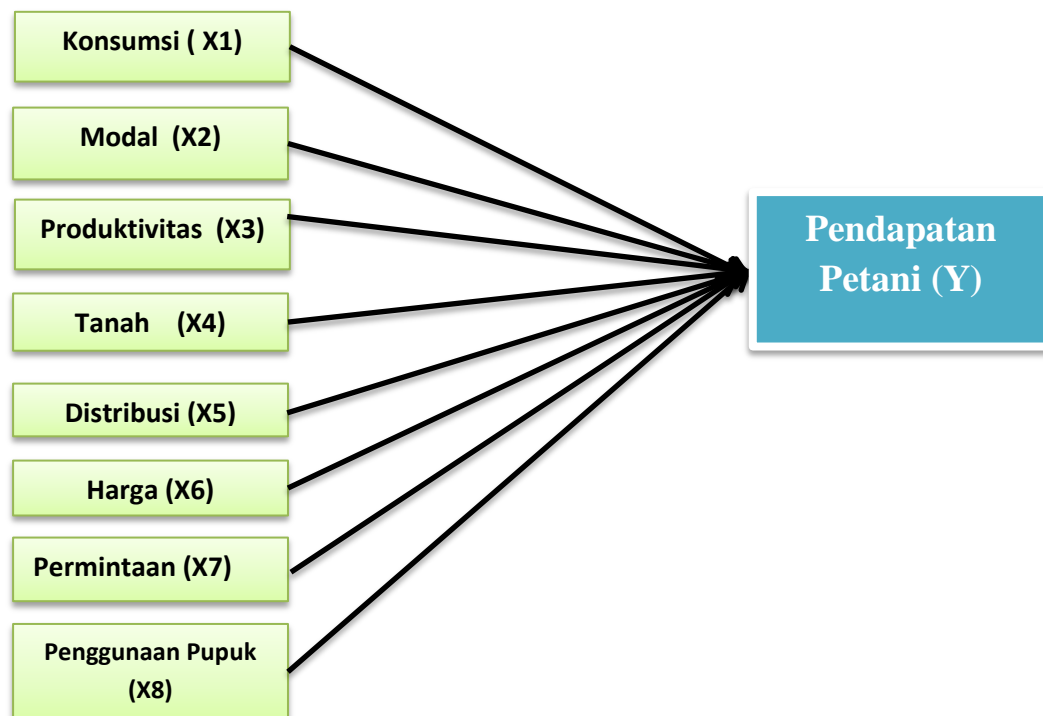 Konsumsi ( X1)
Modal (X2)
Produktivitas (X3)
Tanah (X4)
Distribusi (X5)
Harga (X6)
Permintaan (X7)
Penggunaan Pupuk
(X8)
Pendapatan
Petani (Y)